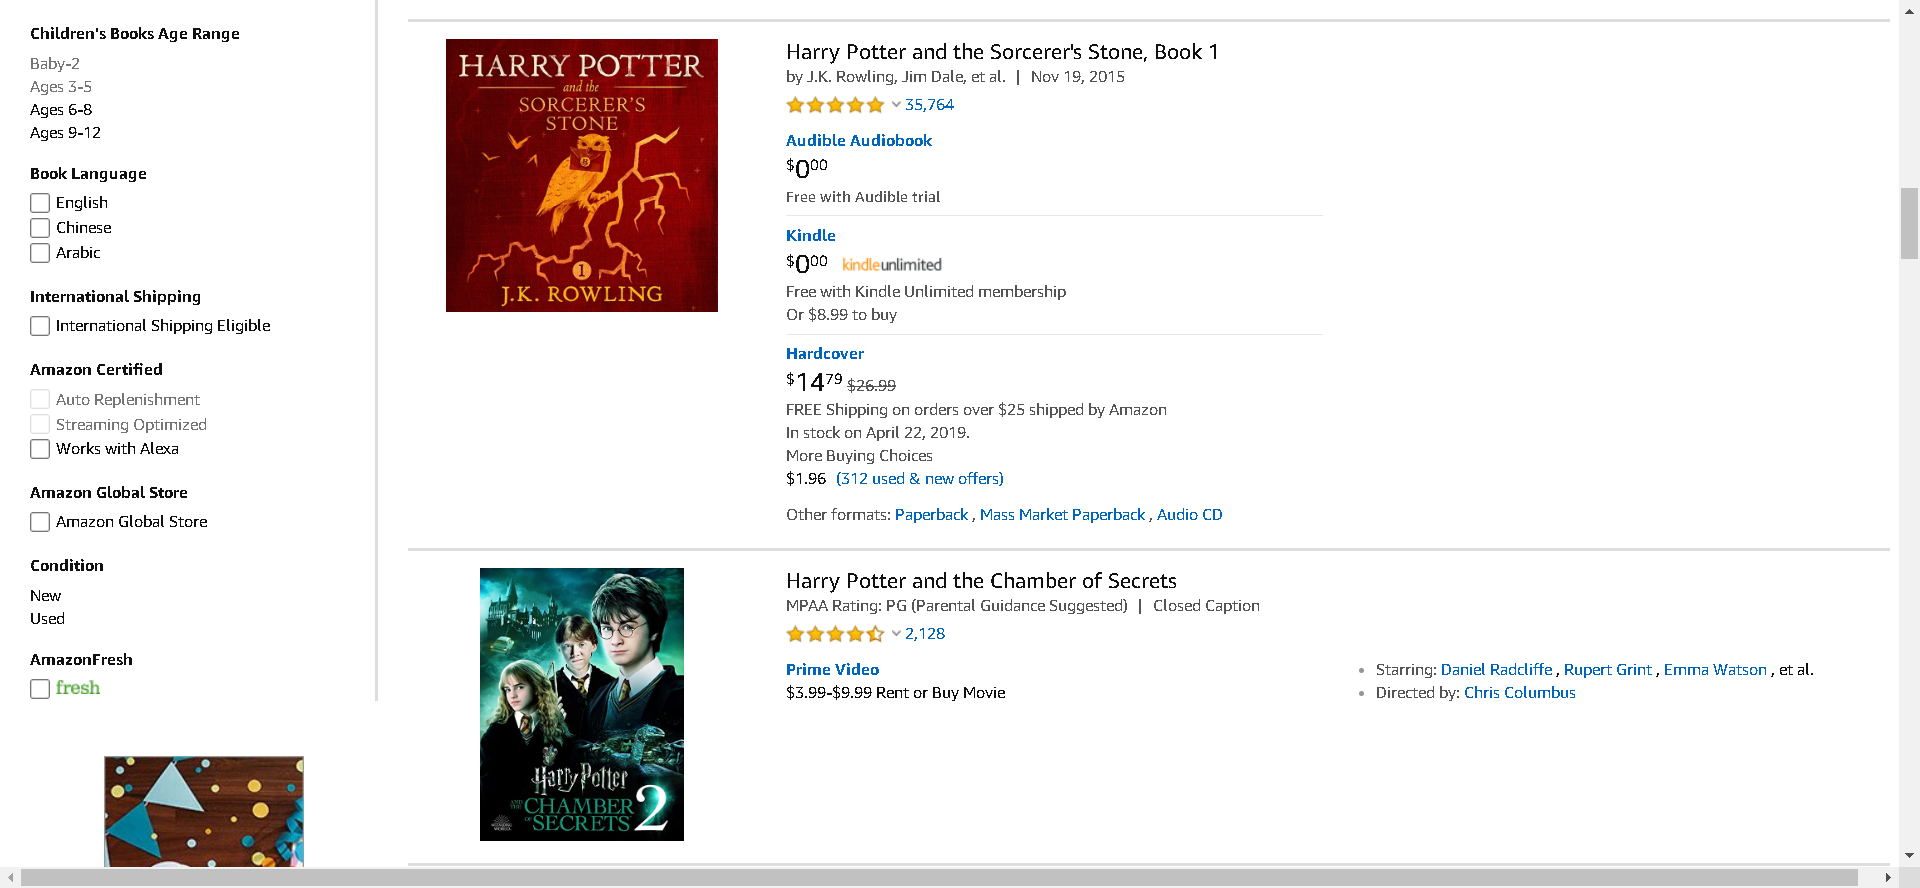 Children's Books Age Range
Baby-2
Ages 3-5
Ages 6-8
Ages 9-12
Book Language
English
Chinese
Arabic
International Shipping
International Shipping Eligible
Amazon Certified
Auto Replenishment
Streaming Optimized
Works with Alexa
Amazon Global Store
Amazon Global Store
Condition
New
Used
AmazonFresh
fresh
HARRY POTTER
and the
SORCERER'S
STONE
1
J.K. ROWLING
Harry Potter and the Sorcerer's Stone, Book 1
by J.K. Rowling, Jim Dale, et al. | Nov 19, 2015
35,764
Audible Audiobook
$000
Free with Audible trial
Kindle
$000 kindleunlimited
Free with Kindle Unlimited membership
Or $8.99 to buy
Hardcover
$1479 $26.99
FREE Shipping on orders over $25 shipped by Amazon
In stock on April 22, 2019.
More Buying Choices
$1.96 (312 used & new offers)
Other formats: Paperback , Mass Market Paperback , Audio CD
Harry Potter
AND THE
CHAMBER
OF SECRETS 2
Harry Potter and the Chamber of Secrets
MPAA Rating: PG (Parental Guidance Suggested) | Closed Caption
2,128
Prime Video
$3.99-$9.99 Rent or Buy Movie
Starring: Daniel Radcliffe , Rupert Grint , Emma Watson , et al.
Directed by: Chris Columbus